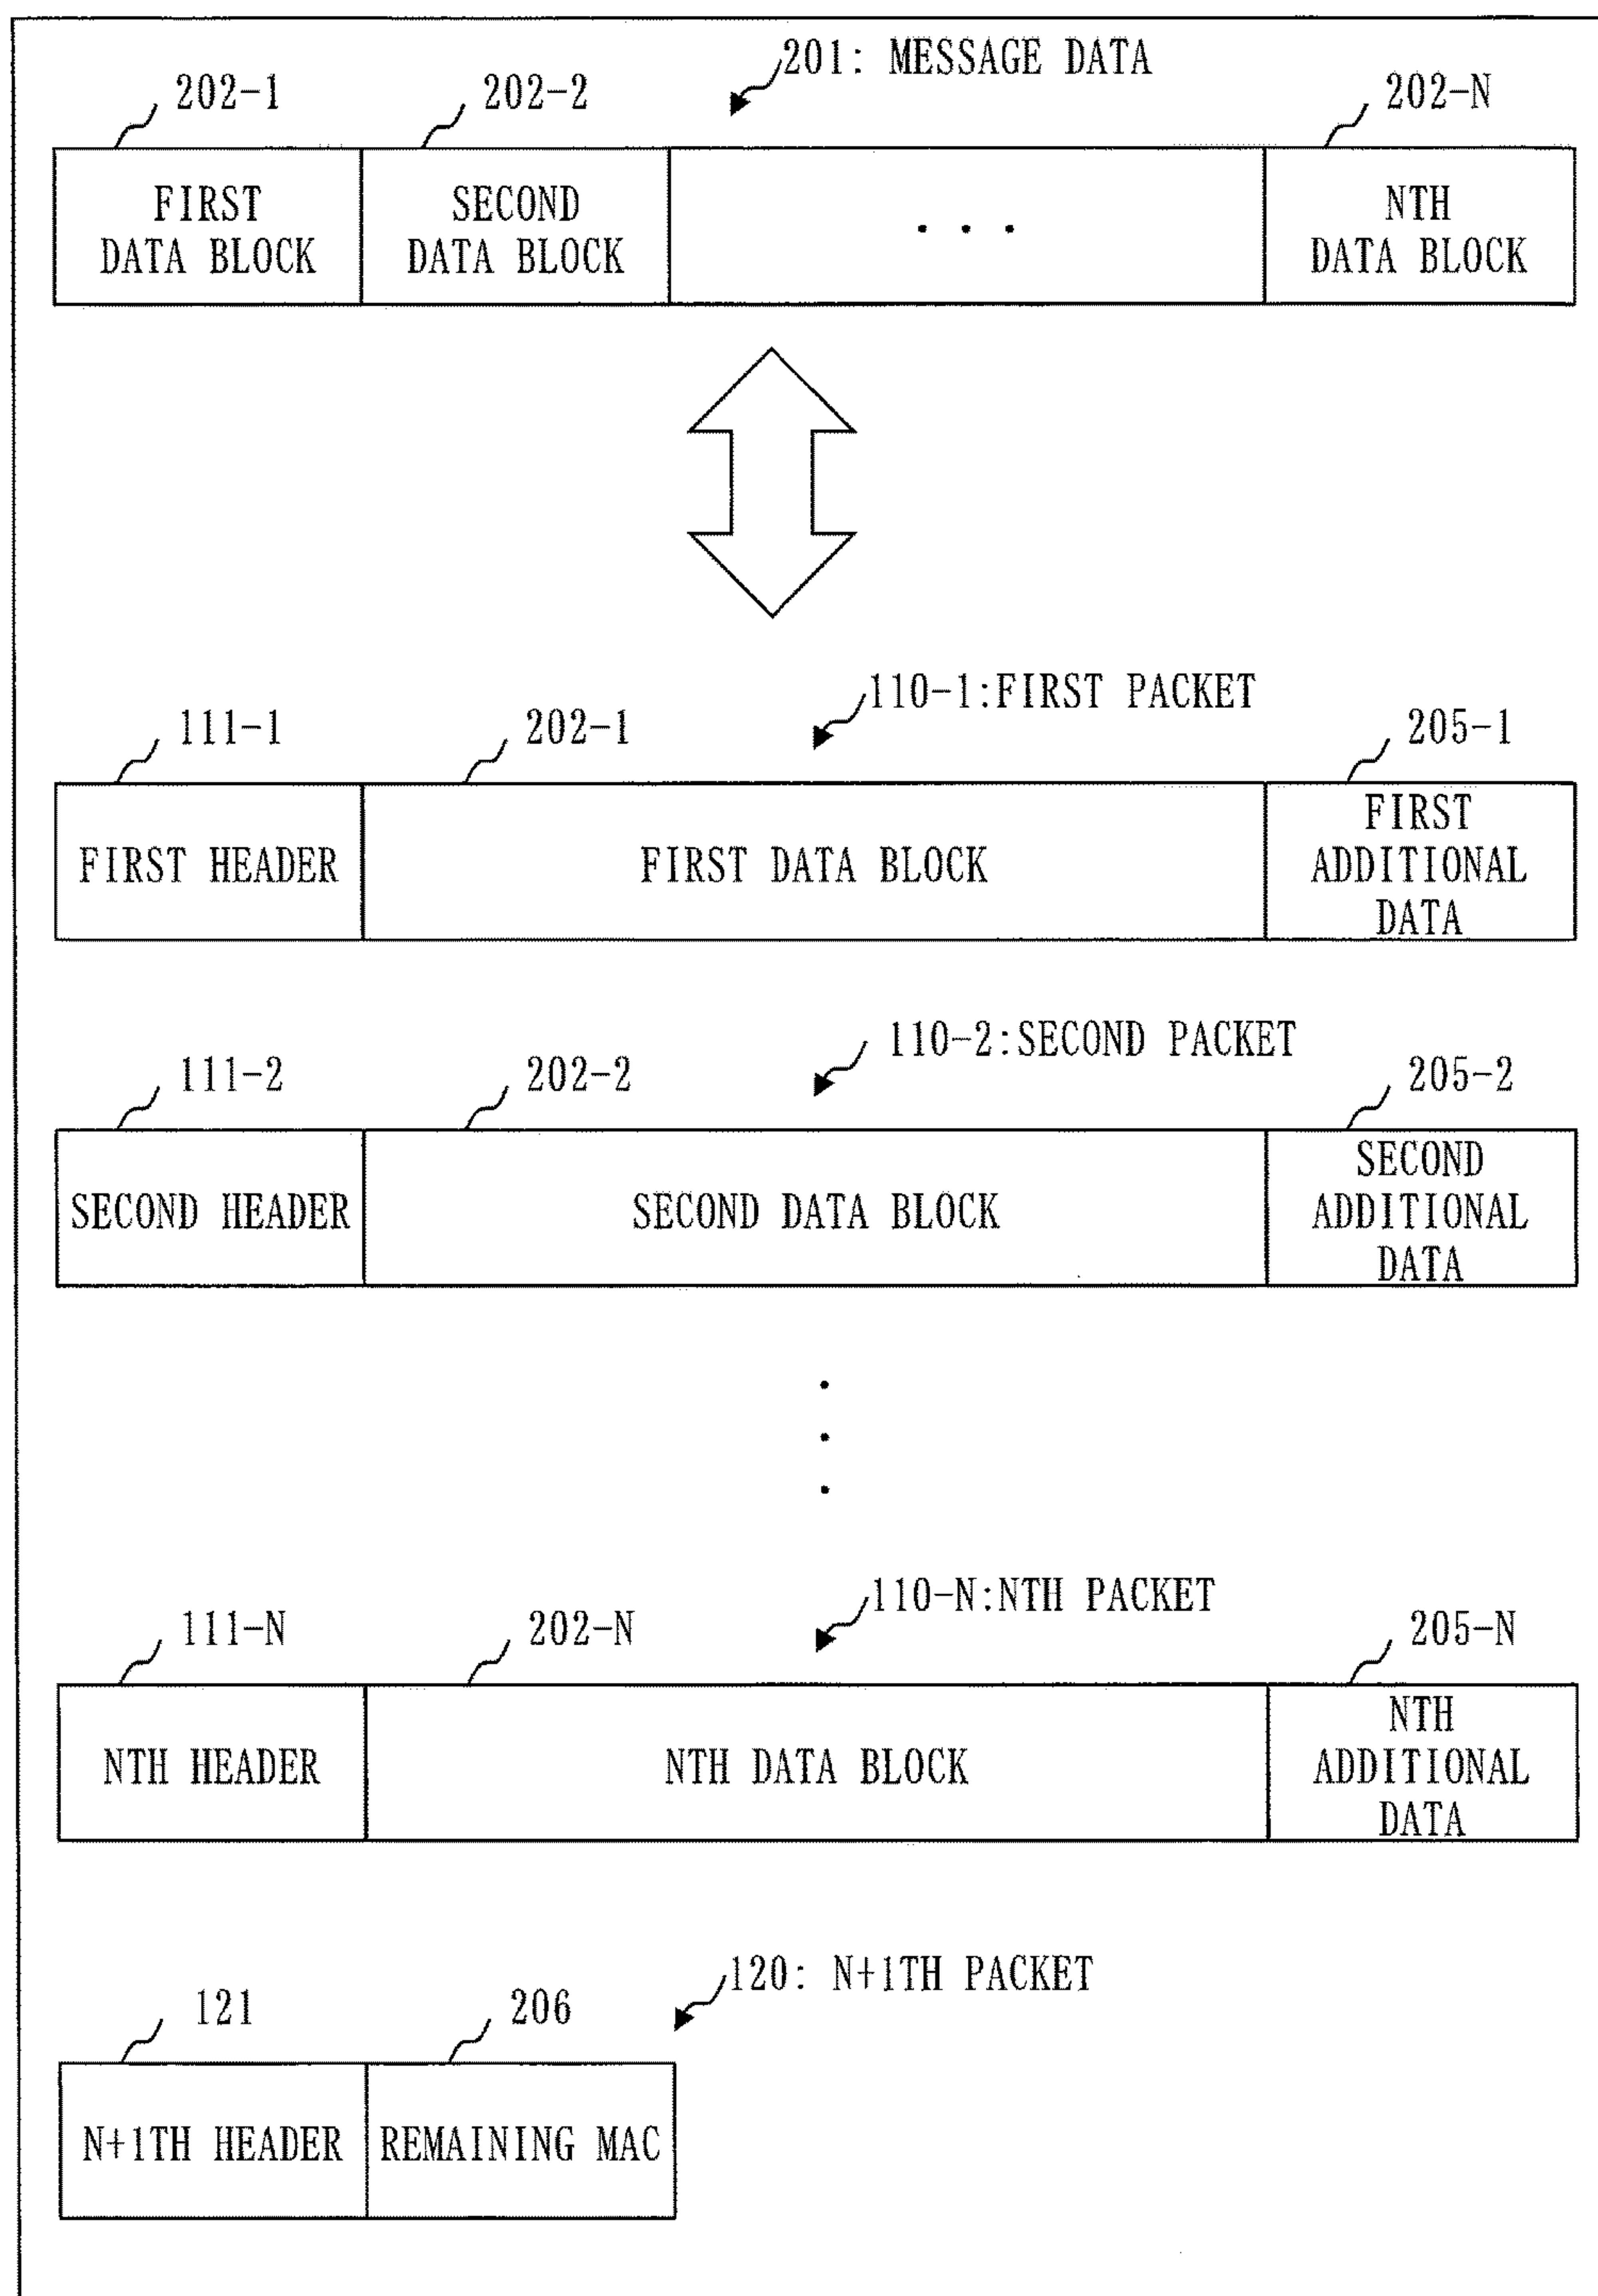 201: MESSAGE DATA
202-1 202-2 202-N
FIRST DATA BLOCK
SECOND DATA BLOCK
. . .
NTH DATA BLOCK
110-1:FIRST PACKET
111-1 202-1 205-1
FIRST HEADER
FIRST DATA BLOCK
FIRST ADDITIONAL DATA
110-2:SECOND PACKET
111-2 202-2 205-2
SECOND HEADER
SECOND DATA BLOCK
SECOND ADDITIONAL DATA
110-N:NTH PACKET
111-N 202-N 205-N
NTH HEADER
NTH DATA BLOCK
NTH ADDITIONAL DATA
120: N+1TH PACKET
121 206
N+1TH HEADER
REMAINING MAC